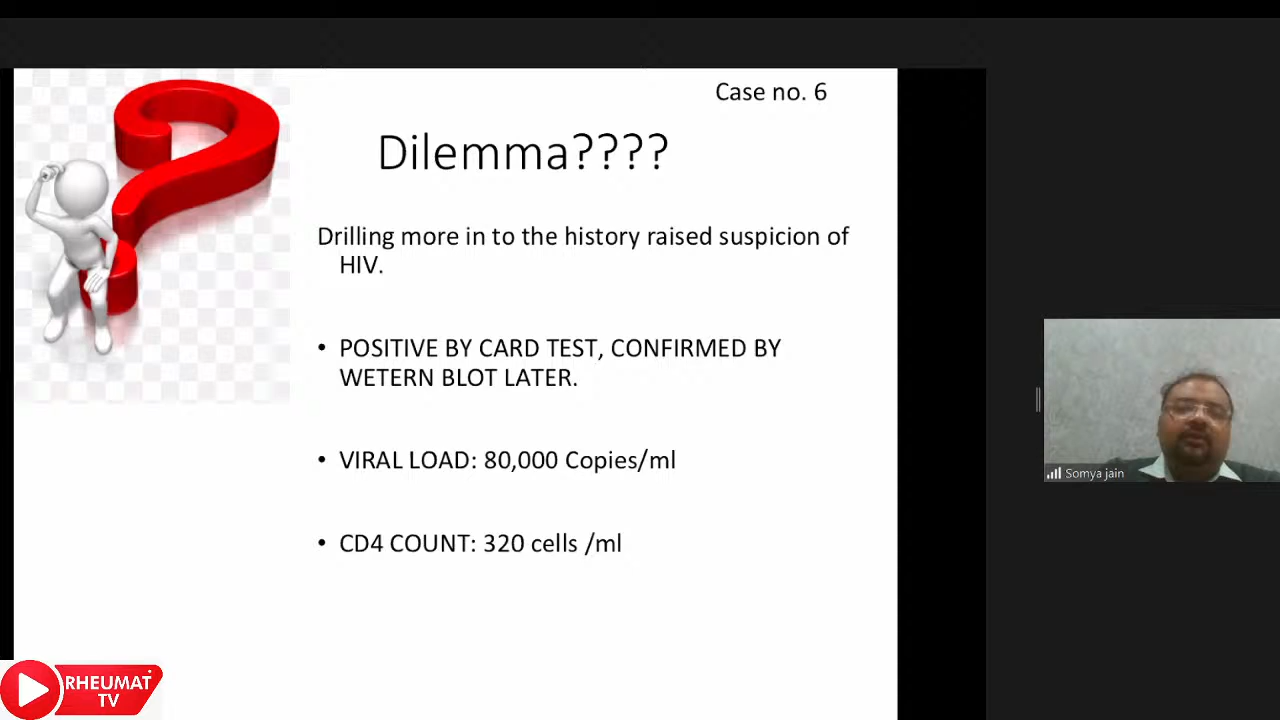 Case no. 6
Dilemma????
Drilling more in to the history raised suspicion of
HIV.
• POSITIVE BY CARD TEST, CONFIRMED BY
WETERN BLOT LATER.
• VIRAL LOAD: 80,000 Copies/ml
• CD4 COUNT: 320 cells /ml
Somya jain
RHEUMAT
TV